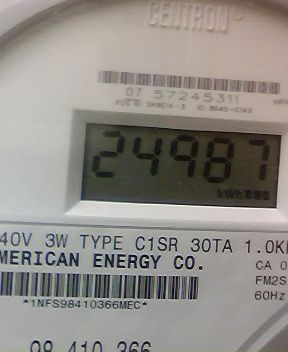 CENTRON®
07 57245311
24987
kWh
40V 3W TYPE C1SR 30TA 1.0K
MERICAN ENERGY CO.
CA 0
FM2S
60Hz
*1NFS98410366MEC*
98 410 366